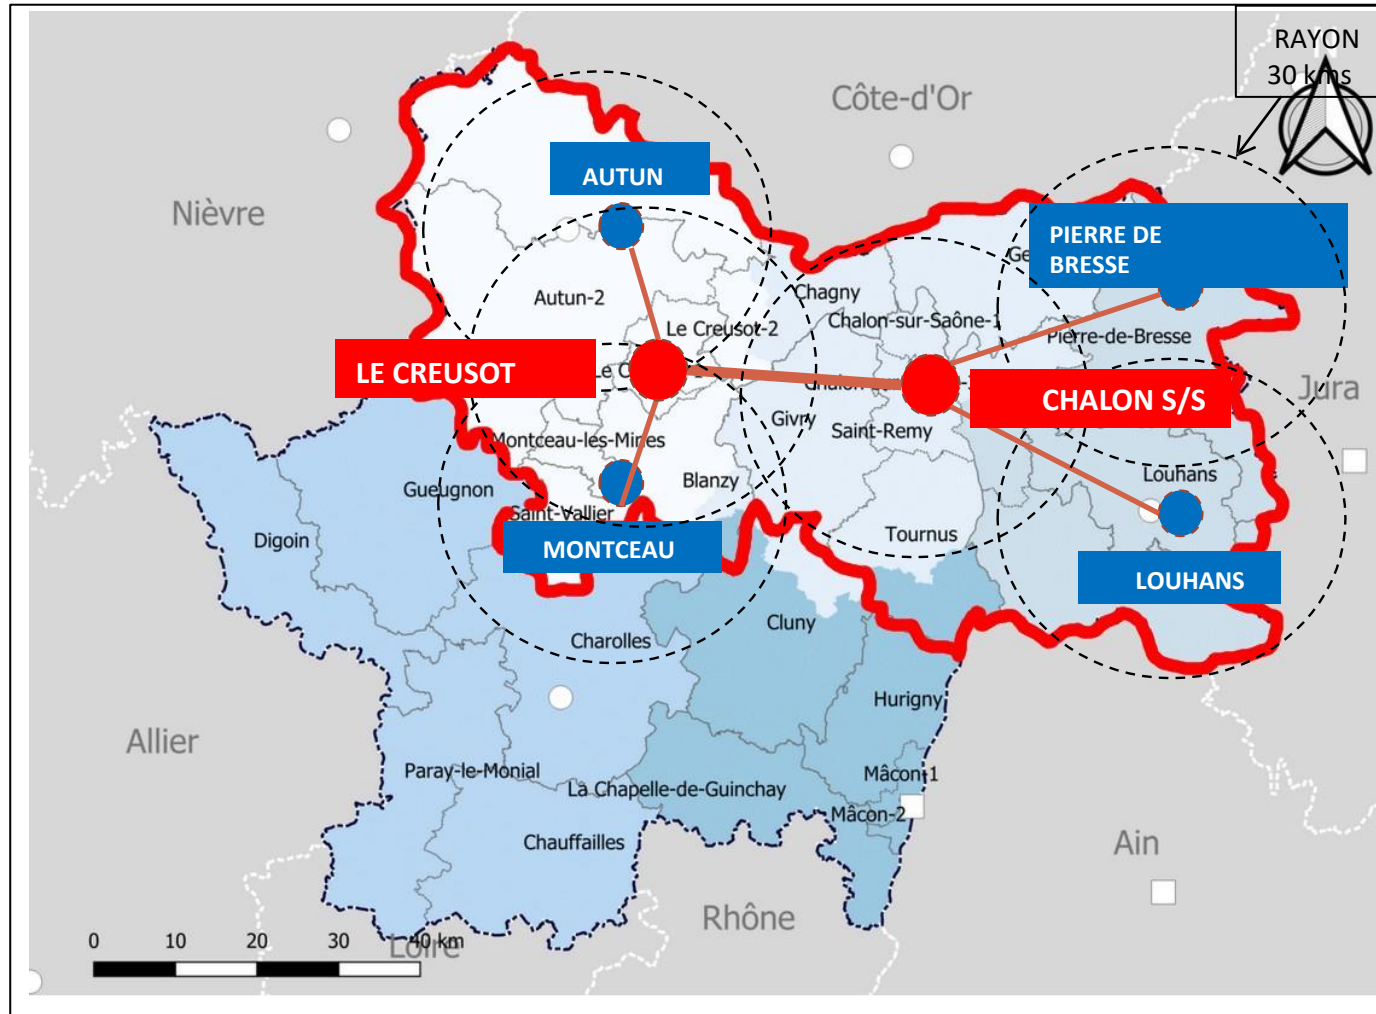 RAYON
30 kms
Côte-d'Or
AUTUN
Nièvre
PIERRE DE
BRESSE
Ge
Chagny
Autun-2
Chalon-sur-Saône-1
Le Creusot-2
Pierre-de-Bresse
LE CREUSOT
Le C
CHALON S/S
Jura
Givry
Saint-Remy
Montceau-les-Mines
Louhans
Gueugnon
Blanzy
Saint-Vallier
Tournus
Digoin
MONTCEAU
LOUHANS
Cluny
Charolles
Hurigny
Allier
Paray-le-Monial
Mâcon-1
La Chapelle-de-Guinchay
Mâcon-2
Chauffailles
Ain
Rhône
0 10 20 30 40 km
Loire